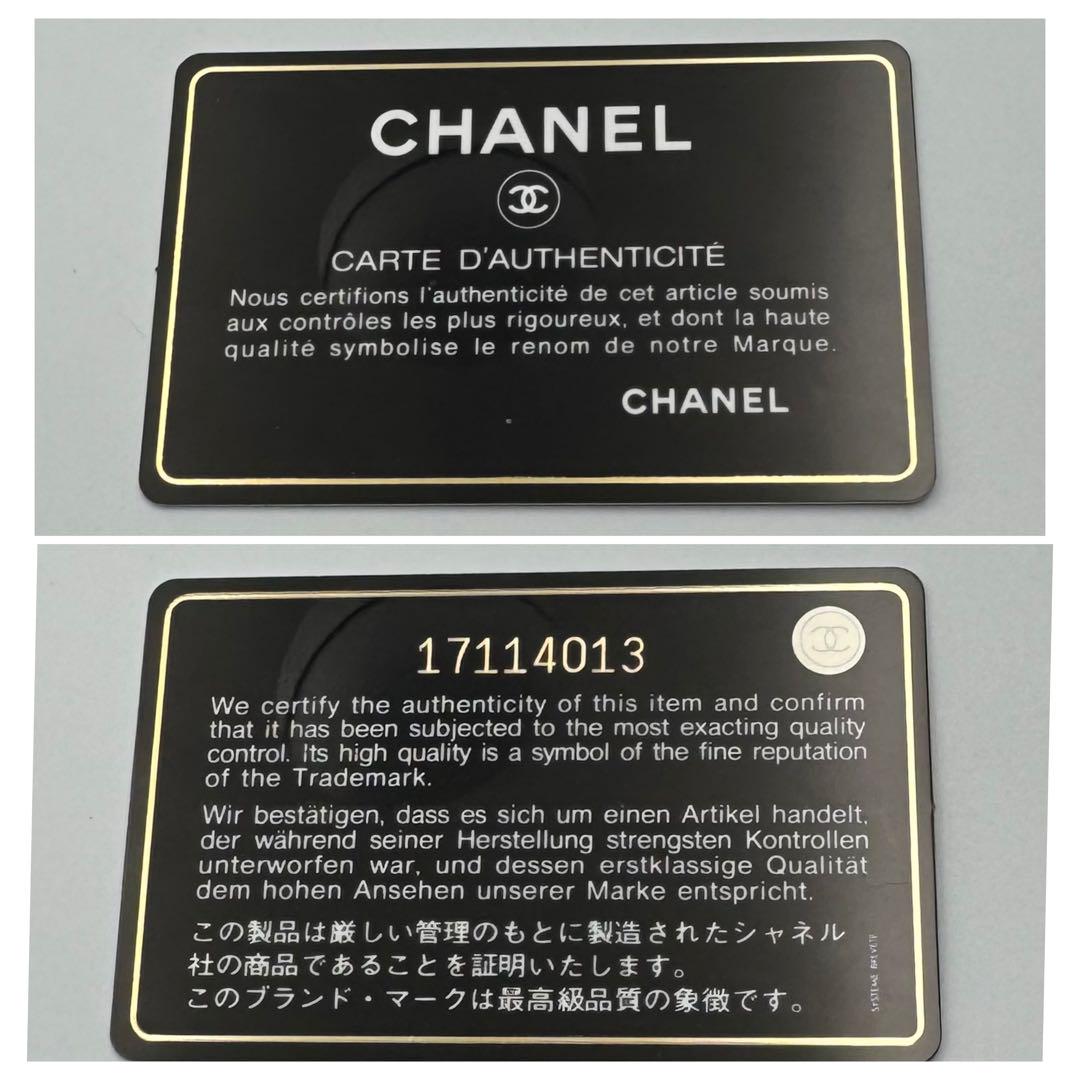 CHANEL
CARTE D'AUTHENTICITÉ
Nous certifions l'authenticité de cet article soumis
aux contrôles les plus rigoureux, et dont la haute
qualité symbolise le renom de notre Marque.
CHANEL
17114013
We certify the authenticity of this item and confirm
that it has been subjected to the most exacting quality
control. Its high quality is a symbol of the fine reputation
of the Trademark.
Wir bestätigen, dass es sich um einen Artikel handelt,
der während seiner Herstellung strengsten Kontrollen
unterworfen war, und dessen erstklassige Qualität
dem hohen Ansehen unserer Marke entspricht.
この製品は厳しい管理のもとに製造されたシャネル
社の商品であることを証明いたします。
このブランド・マークは最高級品質の象徴です。